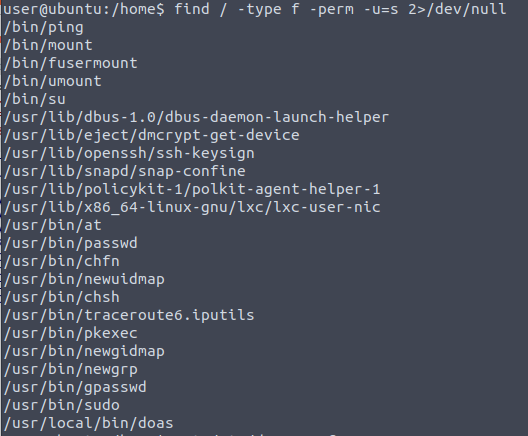 user@ubuntu:/home$ find / -type f -perm -u=s 2>/dev/null
/bin/ping
/bin/mount
/bin/fusermount
/bin/umount
/bin/su
/usr/lib/dbus-1.0/dbus-daemon-launch-helper
/usr/lib/eject/dmcrypt-get-device
/usr/lib/openssh/ssh-keysign
/usr/lib/snapd/snap-confine
/usr/lib/policykit-1/polkit-agent-helper-1
/usr/lib/x86_64-linux-gnu/lxc/lxc-user-nic
/usr/bin/at
/usr/bin/passwd
/usr/bin/chfn
/usr/bin/newuidmap
/usr/bin/chsh
/usr/bin/traceroute6.iputils
/usr/bin/pkexec
/usr/bin/newgidmap
/usr/bin/newgrp
/usr/bin/gpasswd
/usr/bin/sudo
/usr/local/bin/doas